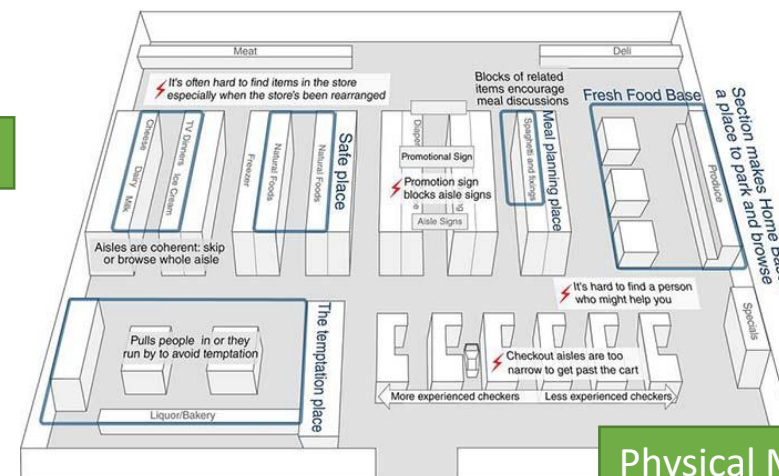 Meat
Deli
It's often hard to find items in the store
especially when the store's been rearranged
Blocks of related
items encourage
meal discussions
Fresh Food Base
Section makes Home Base
a place to park and browse
Cheese
Dairy
Milk
TV Dinners
Ice Cream
Freezer
Natural Foods
Natural Foods
Safe place
Promotional Sign
Promotion sign
blocks aisle signs
Aisle Signs
Spaghetti and fixings
Meal planning place
Produce
Aisles are coherent: skip
or browse whole aisle
It's hard to find a person
who might help you
Specials
Pulls people in or they
run by to avoid temptation
The temptation place
Liquor/Bakery
Checkout aisles are too
narrow to get past the cart
More experienced checkers
Less experienced checkers
Physical